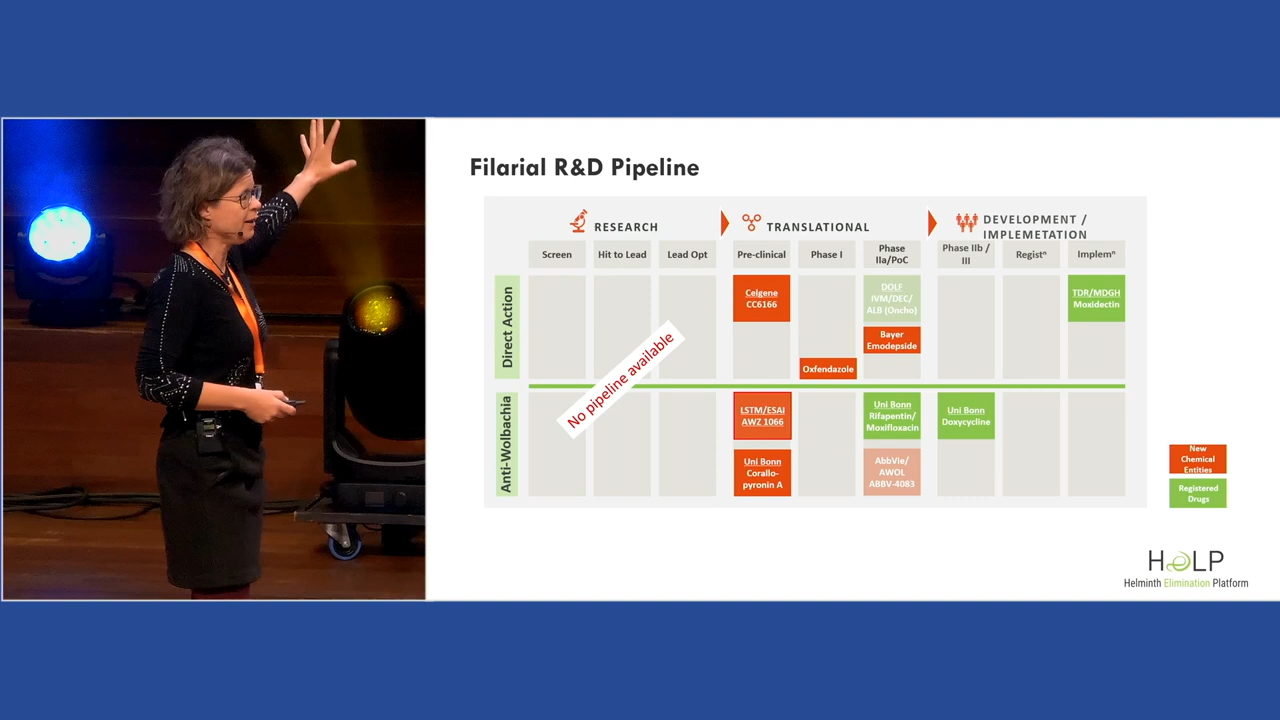 Filarial R&D Pipeline
RESEARCH
TRANSLATIONAL
DEVELOPMENT /
IMPLEMETATION
Screen
Hit to Lead
Lead Opt
Pre-clinical
Phase I
Phase
IIa/PoC
Phase IIb /
III
Registⁿ
Implemⁿ
Direct Action
Celgene
CC6166
DOLF
IVM/DEC/
ALB (Oncho)
TDR/MDGH
Moxidectin
Bayer
Emodepside
Oxfendazole
No pipeline available
Anti-Wolbachia
LSTM/ESAI
AWZ 1066
Uni Bonn
Rifapentin/
Moxifloxacin
Uni Bonn
Doxycycline
Uni Bonn
Corallo-
pyronin A
AbbVie/
AWOL
ABBV-4083
New
Chemical
Entities
Registered
Drugs
HeLP
Helminth Elimination Platform